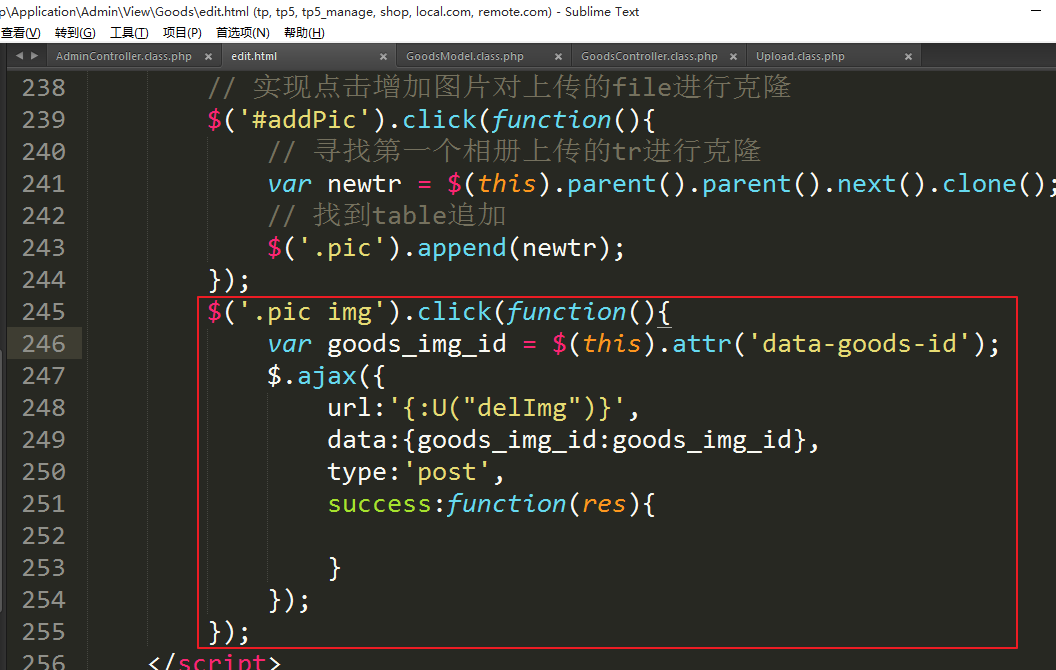 p\Application\Admin\View\Goods\edit.html (tp, tp5, tp5_manage, shop, local.com, remote.com) - Sublime Text
查看(V) 转到(G) 工具(T) 项目(P) 首选项(N) 帮助(H)
AdminController.class.php × edit.html × GoodsModel.class.php × GoodsController.class.php × Upload.class.php ×
238 // 实现点击增加图片对上传的file进行克隆
239 $('#addPic').click(function(){
240 // 寻找第一个相册上传的tr进行克隆
241 var newtr = $(this).parent().parent().next().clone();
242 // 找到table追加
243 $('.pic').append(newtr);
244 });
245 $('.pic img').click(function(){
246 var goods_img_id = $(this).attr('data-goods-id');
247 $.ajax({
248 url:'{:U("delImg")}',
249 data:{goods_img_id:goods_img_id},
250 type:'post',
251 success:function(res){
252
253 }
254 });
255 });
256 </script>